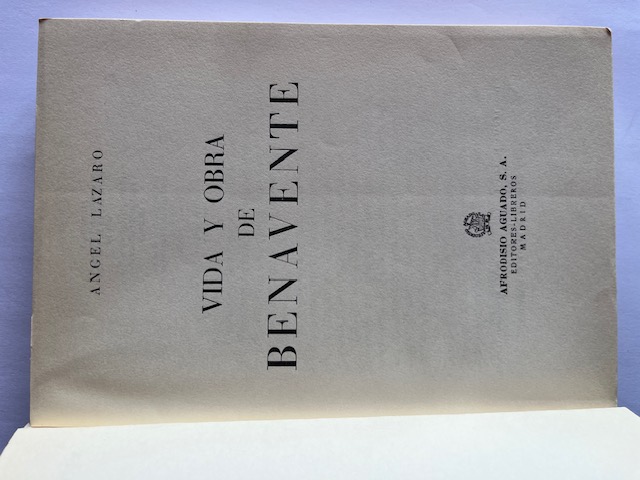 ANGEL LAZARO
VIDA Y OBRA
DE
BENAVENTE
AFRODISIO AGUADO, S. A.
EDITORES-LIBREROS
MADRID